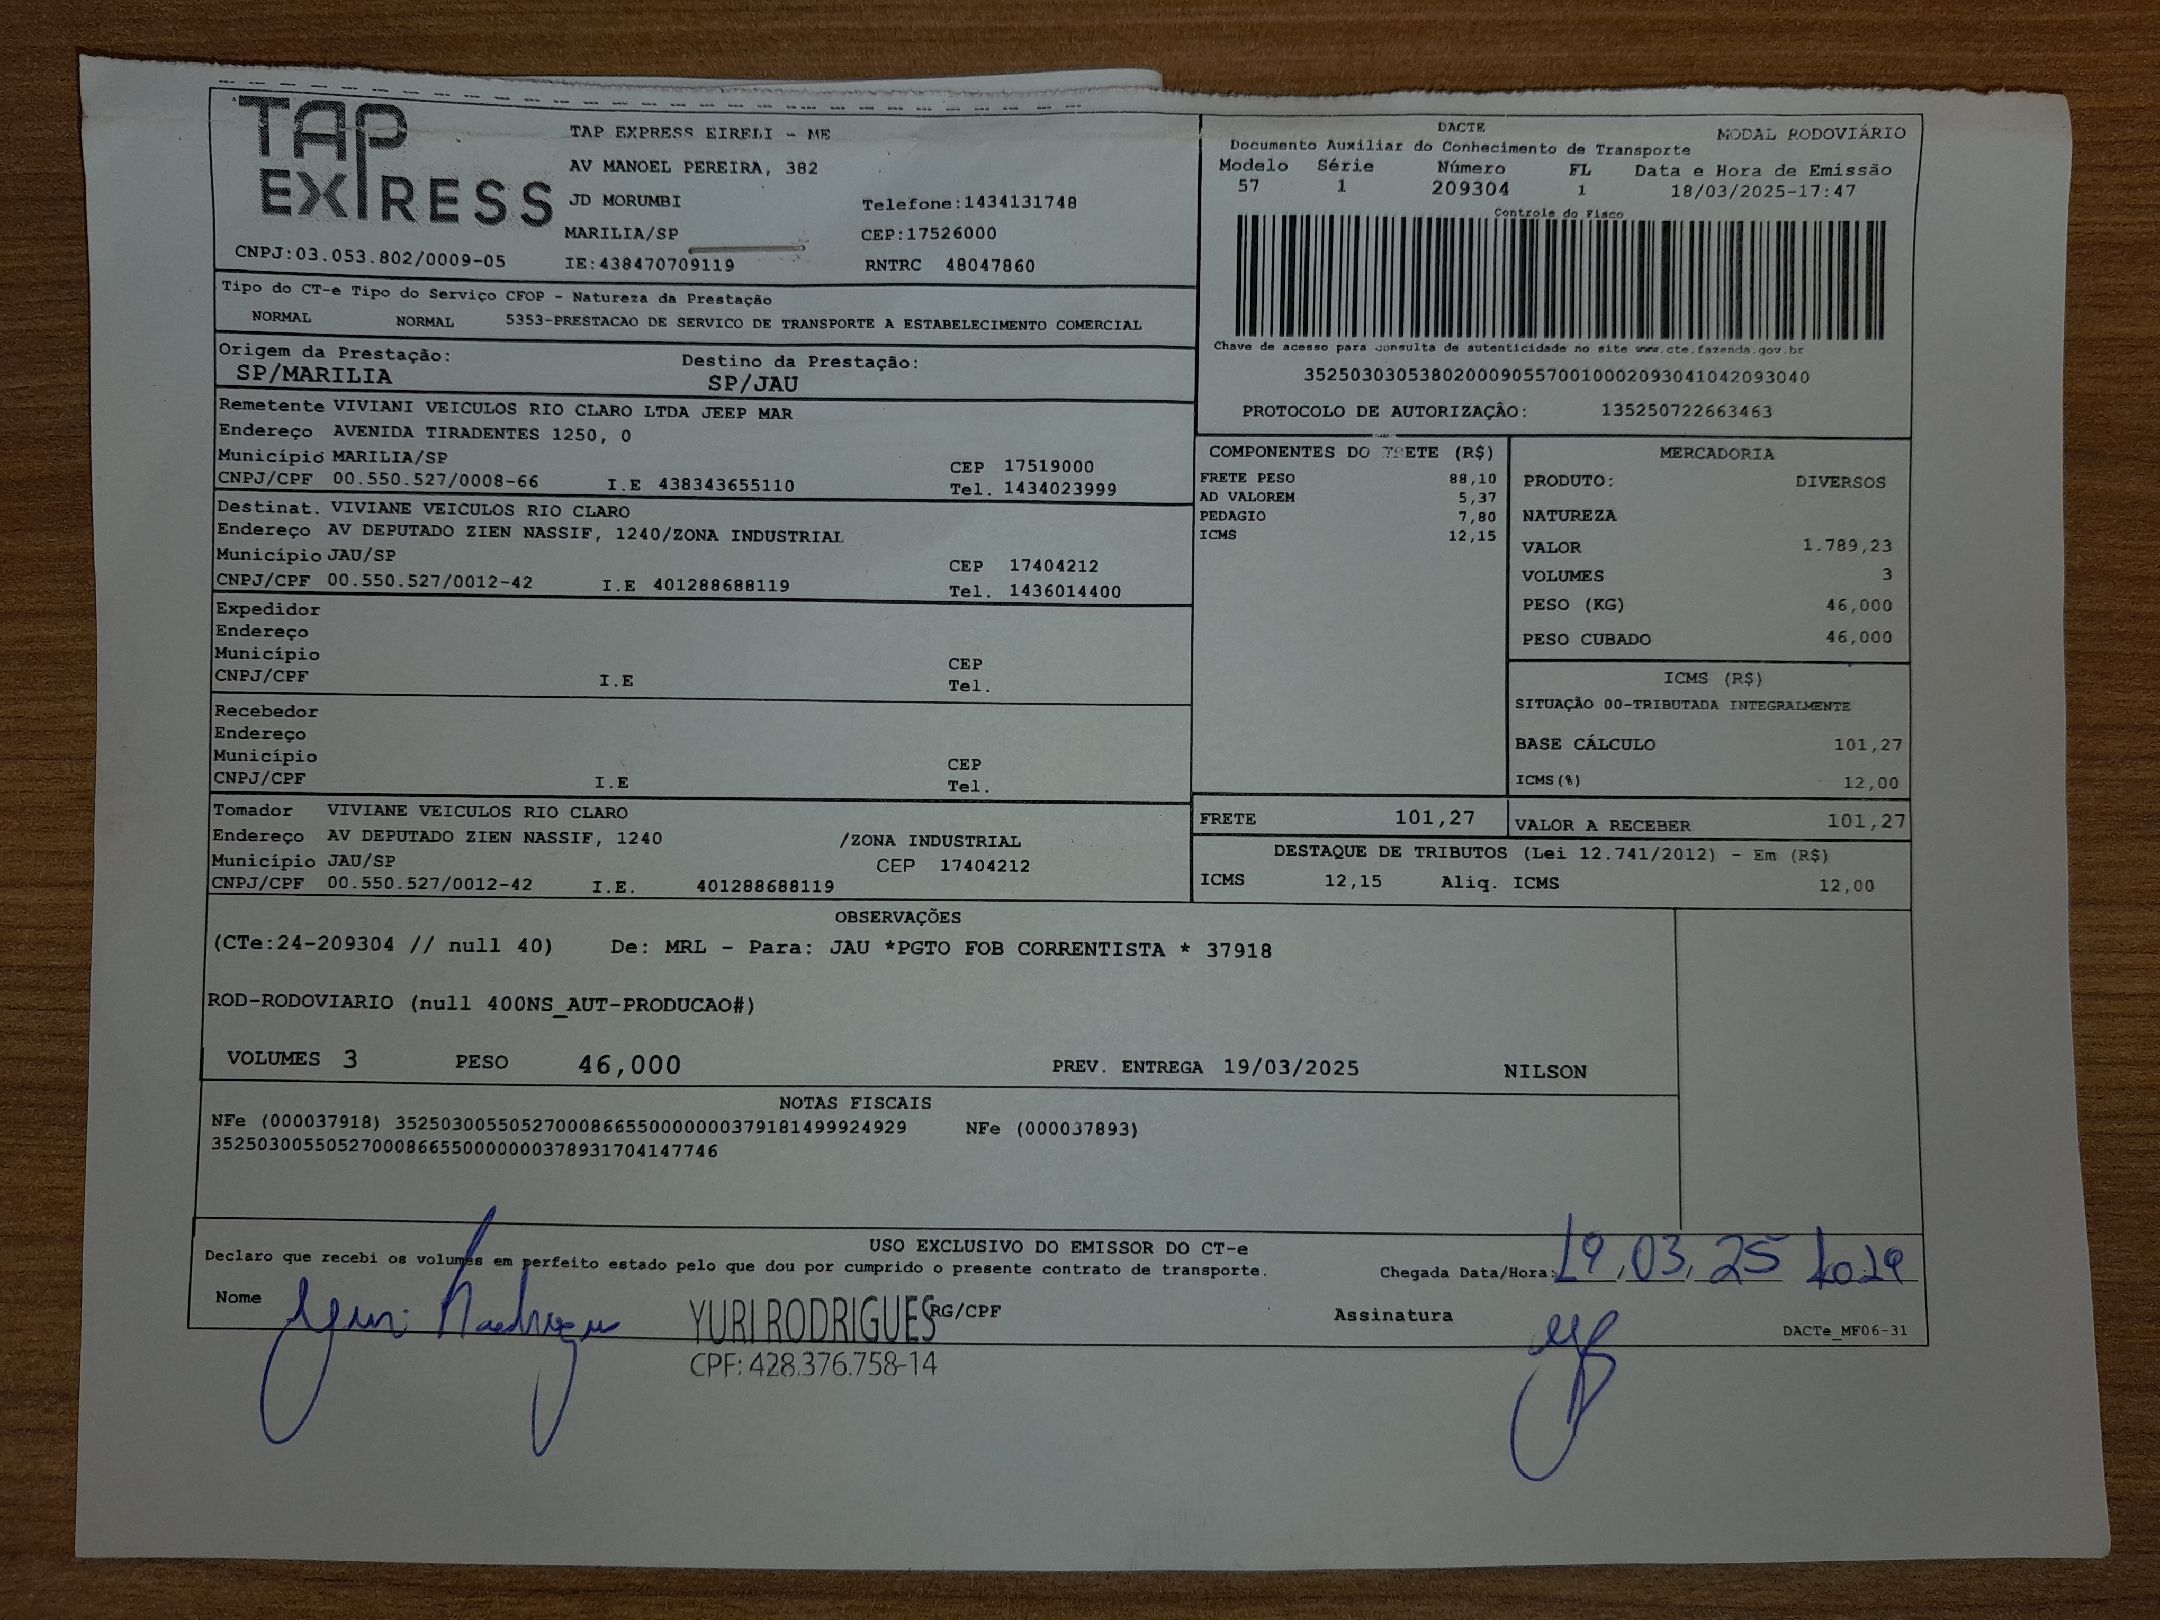 TAP EXPRESS
TAP EXPRESS EIRELI - ME
AV MANOEL PEREIRA, 382
JD MORUMBI Telefone:1434131748
MARILIA/SP CEP:17526000
CNPJ:03.053.802/0009-05 IE:438470709119 RNTRC 48047860
DACTE MODAL RODOVIÁRIO
Documento Auxiliar do Conhecimento de Transporte
Modelo Série Número FL Data e Hora de Emissão
57 1 209304 1 18/03/2025-17:47
Controle do Fisco
Chave de acesso para consulta de autenticidade no site www.cte.fazenda.gov.br
35250303053802000905570010002093041042093040
PROTOCOLO DE AUTORIZAÇÃO: 135250722663463
Tipo do CT-e Tipo do Serviço CFOP - Natureza da Prestação
NORMAL NORMAL 5353-PRESTACAO DE SERVICO DE TRANSPORTE A ESTABELECIMENTO COMERCIAL
Origem da Prestação: Destino da Prestação:
SP/MARILIA SP/JAU
Remetente VIVIANI VEICULOS RIO CLARO LTDA JEEP MAR
Endereço AVENIDA TIRADENTES 1250, 0
Município MARILIA/SP CEP 17519000
CNPJ/CPF 00.550.527/0008-66 I.E 438343655110 Tel. 1434023999
Destinat. VIVIANE VEICULOS RIO CLARO
Endereço AV DEPUTADO ZIEN NASSIF, 1240/ZONA INDUSTRIAL
Município JAU/SP CEP 17404212
CNPJ/CPF 00.550.527/0012-42 I.E 401288688119 Tel. 1436014400
Expedidor
Endereço
Município CEP
CNPJ/CPF I.E Tel.
Recebedor
Endereço
Município CEP
CNPJ/CPF I.E Tel.
Tomador VIVIANE VEICULOS RIO CLARO
Endereço AV DEPUTADO ZIEN NASSIF, 1240 /ZONA INDUSTRIAL
Município JAU/SP CEP 17404212
CNPJ/CPF 00.550.527/0012-42 I.E. 401288688119
COMPONENTES DO FRETE (R$)
FRETE PESO 88,10
AD VALOREM 5,37
PEDAGIO 7,80
ICMS 12,15
MERCADORIA
PRODUTO: DIVERSOS
NATUREZA
VALOR 1.789,23
VOLUMES 3
PESO (KG) 46,000
PESO CUBADO 46,000
ICMS (R$)
SITUAÇÃO 00-TRIBUTADA INTEGRALMENTE
BASE CÁLCULO 101,27
ICMS(%) 12,00
FRETE 101,27 VALOR A RECEBER 101,27
DESTAQUE DE TRIBUTOS (Lei 12.741/2012) - Em (R$)
ICMS 12,15 Aliq. ICMS 12,00
OBSERVAÇÕES
(CTe:24-209304 // null 40) De: MRL - Para: JAU *PGTO FOB CORRENTISTA * 37918
ROD-RODOVIARIO (null 400NS_AUT-PRODUCAO#)
VOLUMES 3 PESO 46,000 PREV. ENTREGA 19/03/2025 NILSON
NOTAS FISCAIS
NFe (000037918) 35250300550527000866550000000379181499924929 NFe (000037893)
35250300550527000866550000000378931704147746
USO EXCLUSIVO DO EMISSOR DO CT-e
Declaro que recebi os volumes em perfeito estado pelo que dou por cumprido o presente contrato de transporte.
Chegada Data/Hora: 19,03,25
Nome Yuri Rodrigues YURI RODRIGUES RG/CPF Assinatura
CPF: 428.376.758-14
DACTe_MF06-31